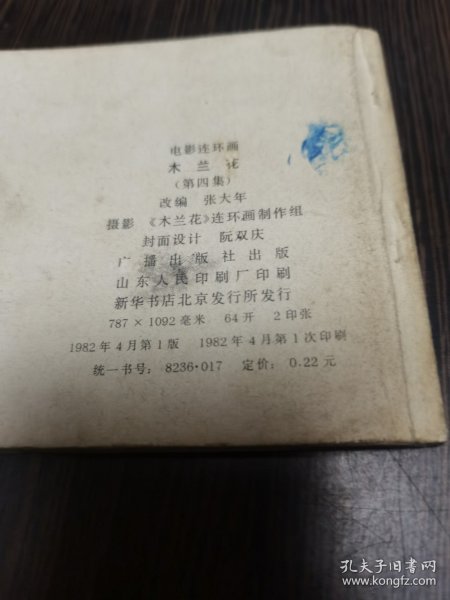 电影连环画
木兰花
(第四集)
改编 张大年
摄影 《木兰花》连环画制作组
封面设计 阮双庆
广播出版社出版
山东人民印刷厂印刷
新华书店北京发行所发行
787×1092毫米 64开 2印张
1982年4月第1版 1982年4月第1次印刷
统一书号：8236·017 定价：0.22元
孔夫子旧书网
www.kongfz.com